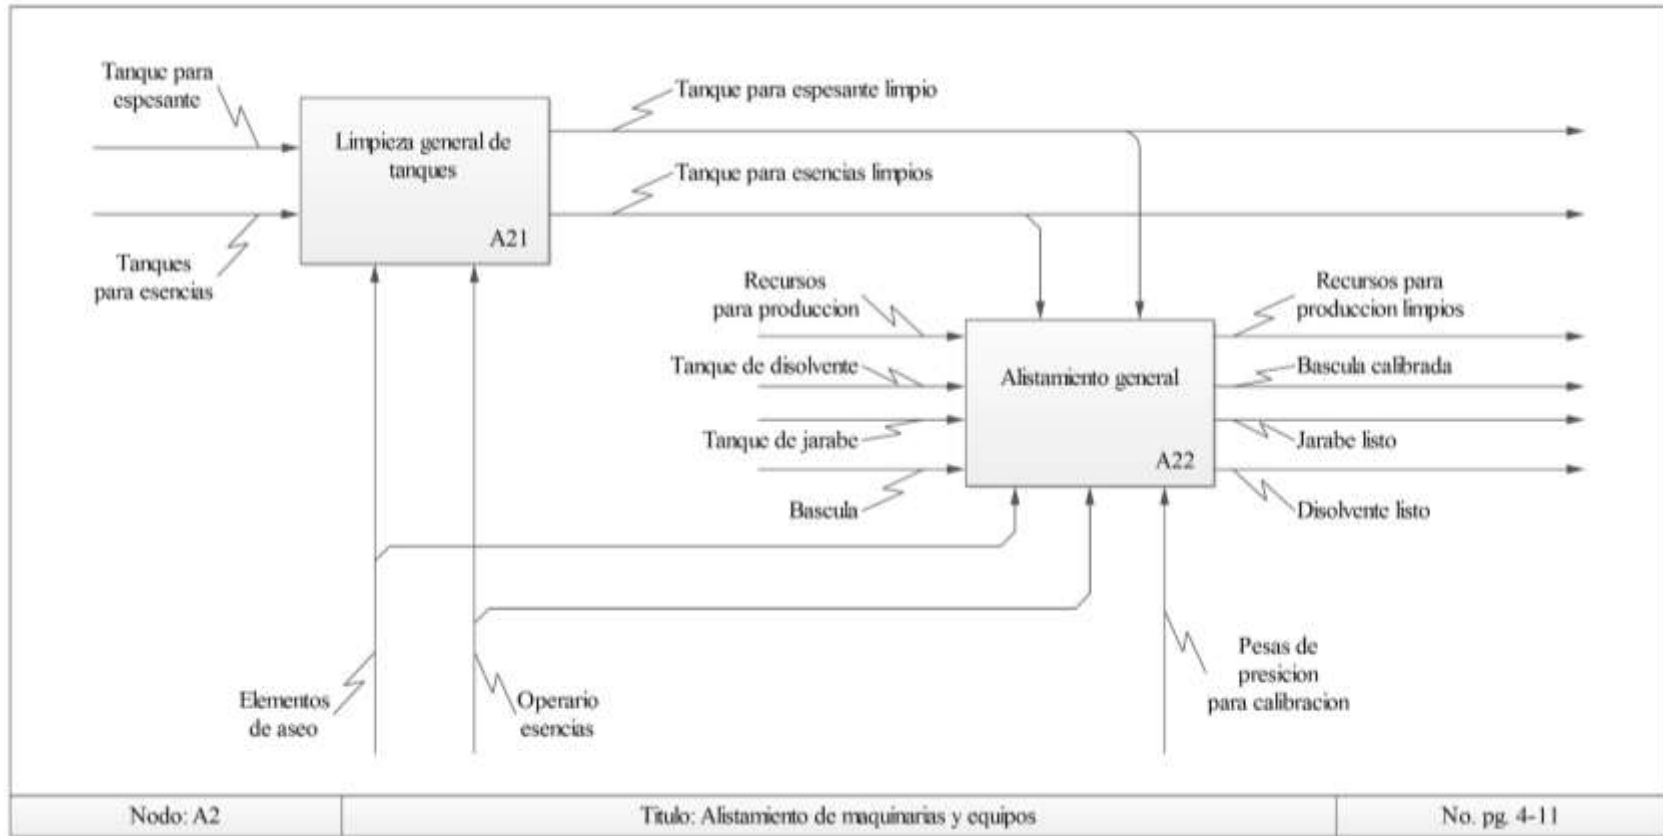 Tanque para
espesante
Limpieza general de
tanques
A21
Tanque para espesante limpio
Tanque para esencias limpios
Tanques
para esencias
Recursos
para produccion
Tanque de disolvente
Tanque de jarabe
Bascula
Alistamiento general
A22
Recursos para
produccion limpios
Bascula calibrada
Jarabe listo
Disolvente listo
Elementos
de aseo
Operario
esencias
Pesas de
presicion
para calibracion
Nodo: A2
Titulo: Alistamiento de maquinarias y equipos
No. pg. 4-11